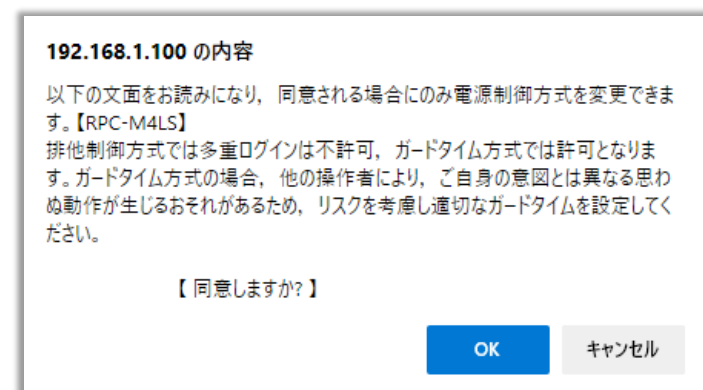 192.168.1.100 の内容
以下の文面をお読みになり，同意される場合にのみ電源制御方式を変更できま
す。【RPC-M4LS】
排他制御方式では多重ログインは不許可，ガードタイム方式では許可となりま
す。ガードタイム方式の場合，他の操作者により，ご自身の意図とは異なる思わ
ぬ動作が生じるおそれがあるため，リスクを考慮し適切なガードタイムを設定してく
ださい。
【 同意しますか? 】
OK
キャンセル